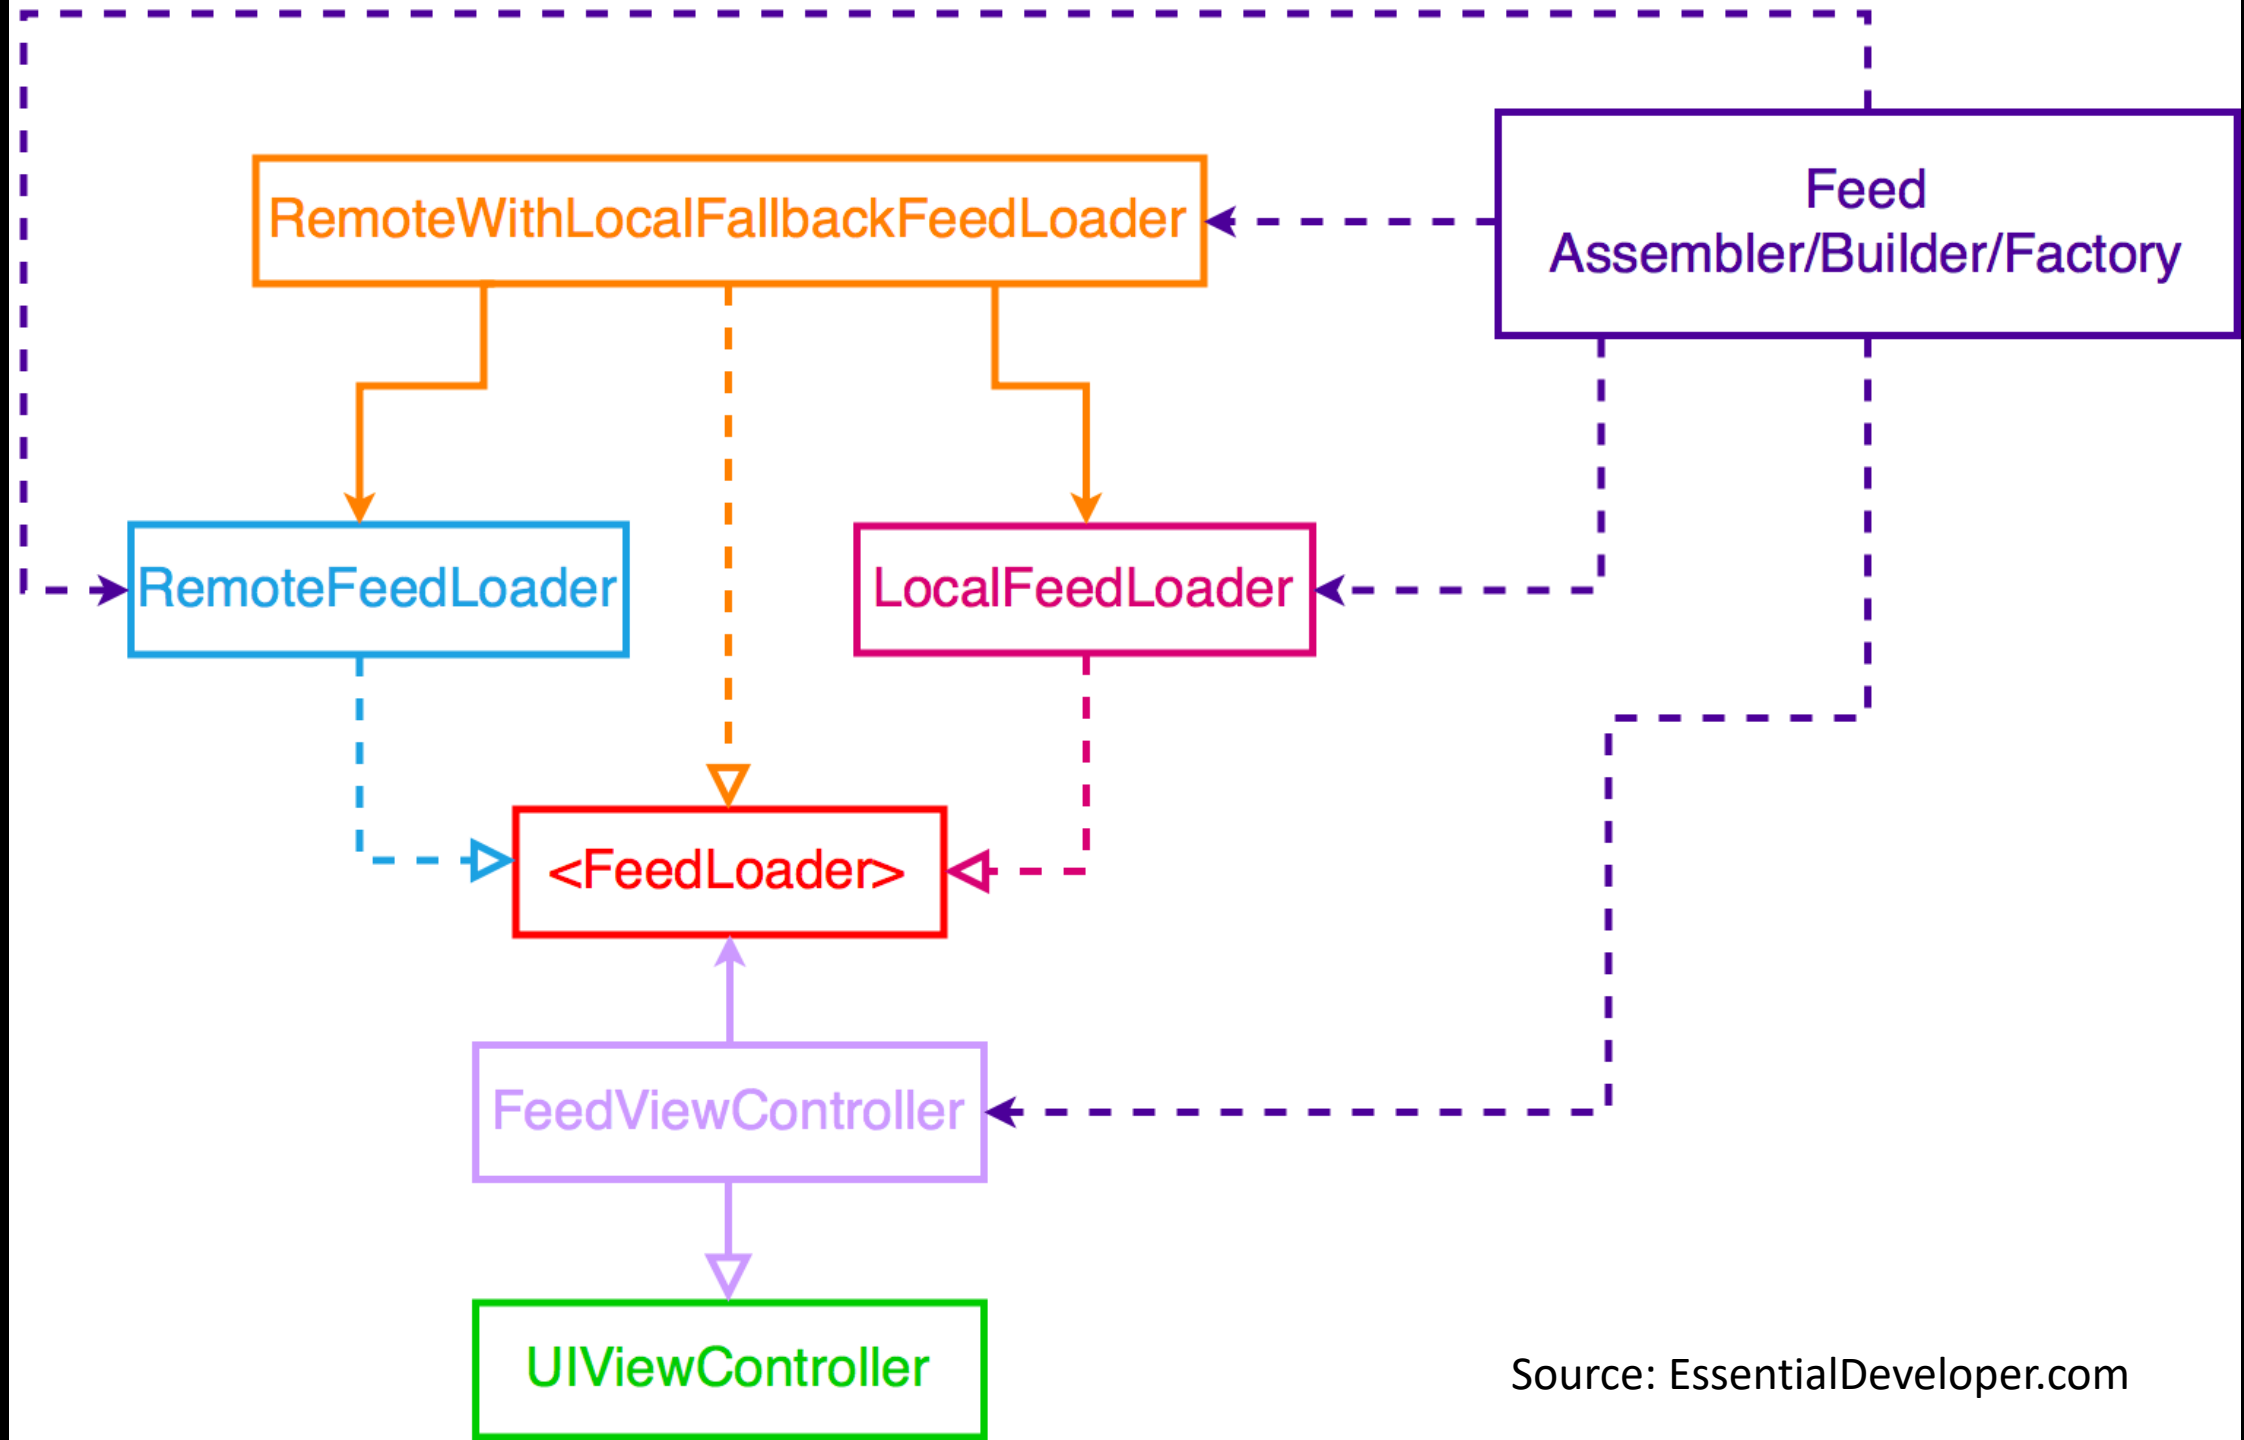 Feed
Assembler/Builder/Factory
RemoteWithLocalFallbackFeedLoader
RemoteFeedLoader
LocalFeedLoader
<FeedLoader>
FeedViewController
UIViewController
Source: EssentialDeveloper.com